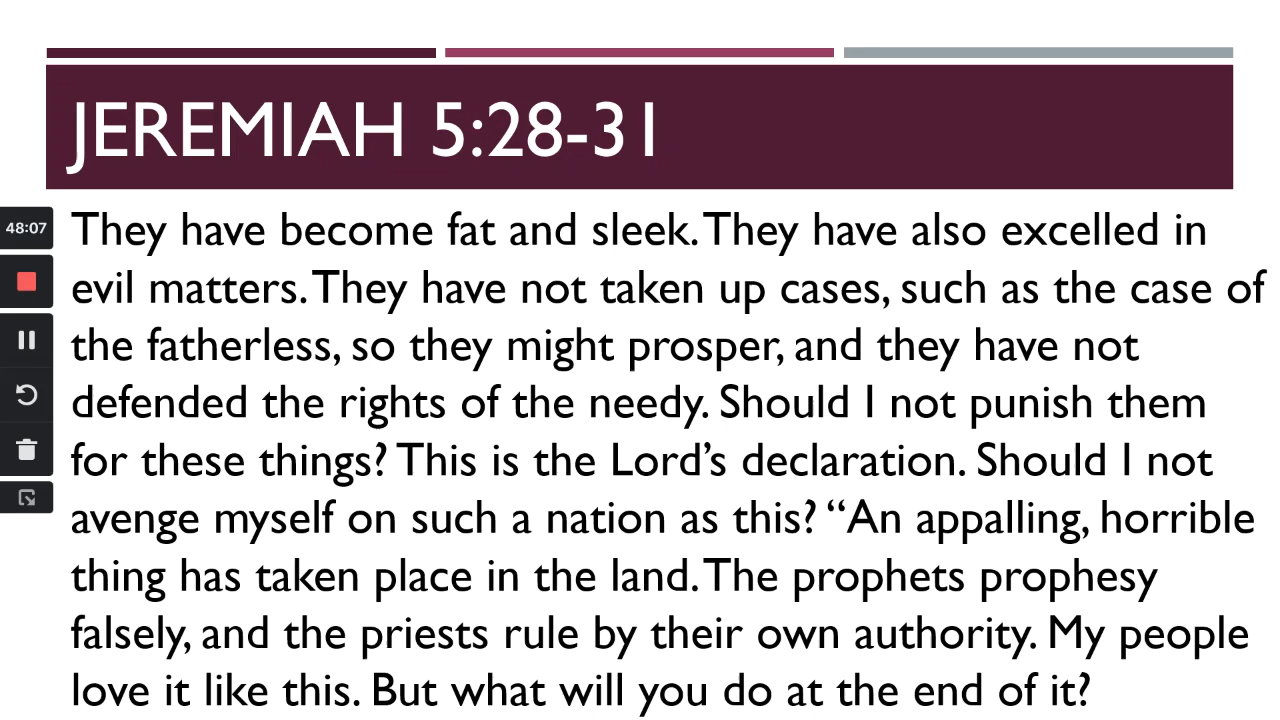 JEREMIAH 5:28-31
48:07
They have become fat and sleek. They have also excelled in
evil matters. They have not taken up cases, such as the case of
the fatherless, so they might prosper, and they have not
defended the rights of the needy. Should I not punish them
for these things? This is the Lord’s declaration. Should I not
avenge myself on such a nation as this? “An appalling, horrible
thing has taken place in the land. The prophets prophesy
falsely, and the priests rule by their own authority. My people
love it like this. But what will you do at the end of it?